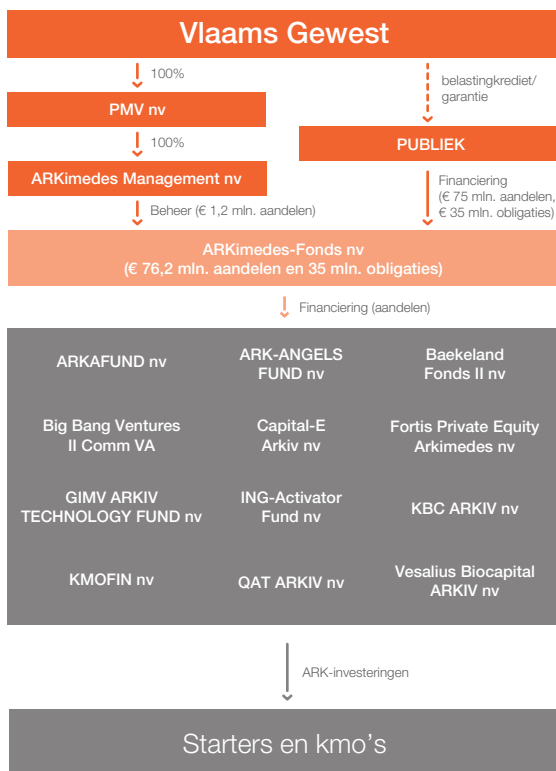 Vlaams Gewest
100%
belastingkrediet/
garantie
PMV nv
100%
PUBLIEK
ARKimedes Management nv
Financiering
(€ 75 mln. aandelen,
€ 35 mln. obligaties)
Beheer (€ 1,2 mln. aandelen)
ARKimedes-Fonds nv
(€ 76,2 mln. aandelen en 35 mln. obligaties)
Financiering (aandelen)
ARKAFUND nv
ARK-ANGELS
FUND nv
Baekeland
Fonds II nv
Big Bang Ventures
II Comm VA
Capital-E
Arkiv nv
Fortis Private Equity
Arkimedes nv
GIMV ARKIV
TECHNOLOGY FUND nv
ING-Activator
Fund nv
KBC ARKIV nv
KMOFIN nv
QAT ARKIV nv
Vesalius Biocapital
ARKIV nv
ARK-investeringen
Starters en kmo's